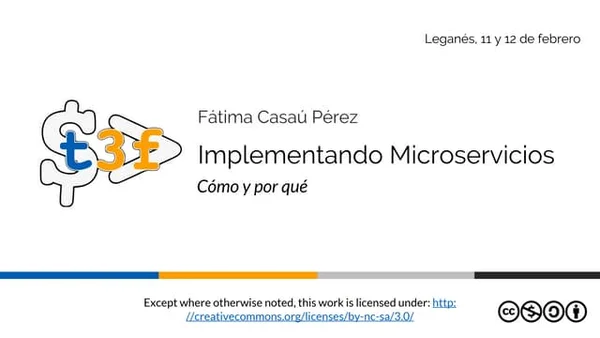 Leganés, 11 y 12 de febrero
Fátima Casaú Pérez
$t3f>
Implementando Microservicios
Cómo y por qué
Except where otherwise noted, this work is licensed under: http:
//creativecommons.org/licenses/by-nc-sa/3.0/